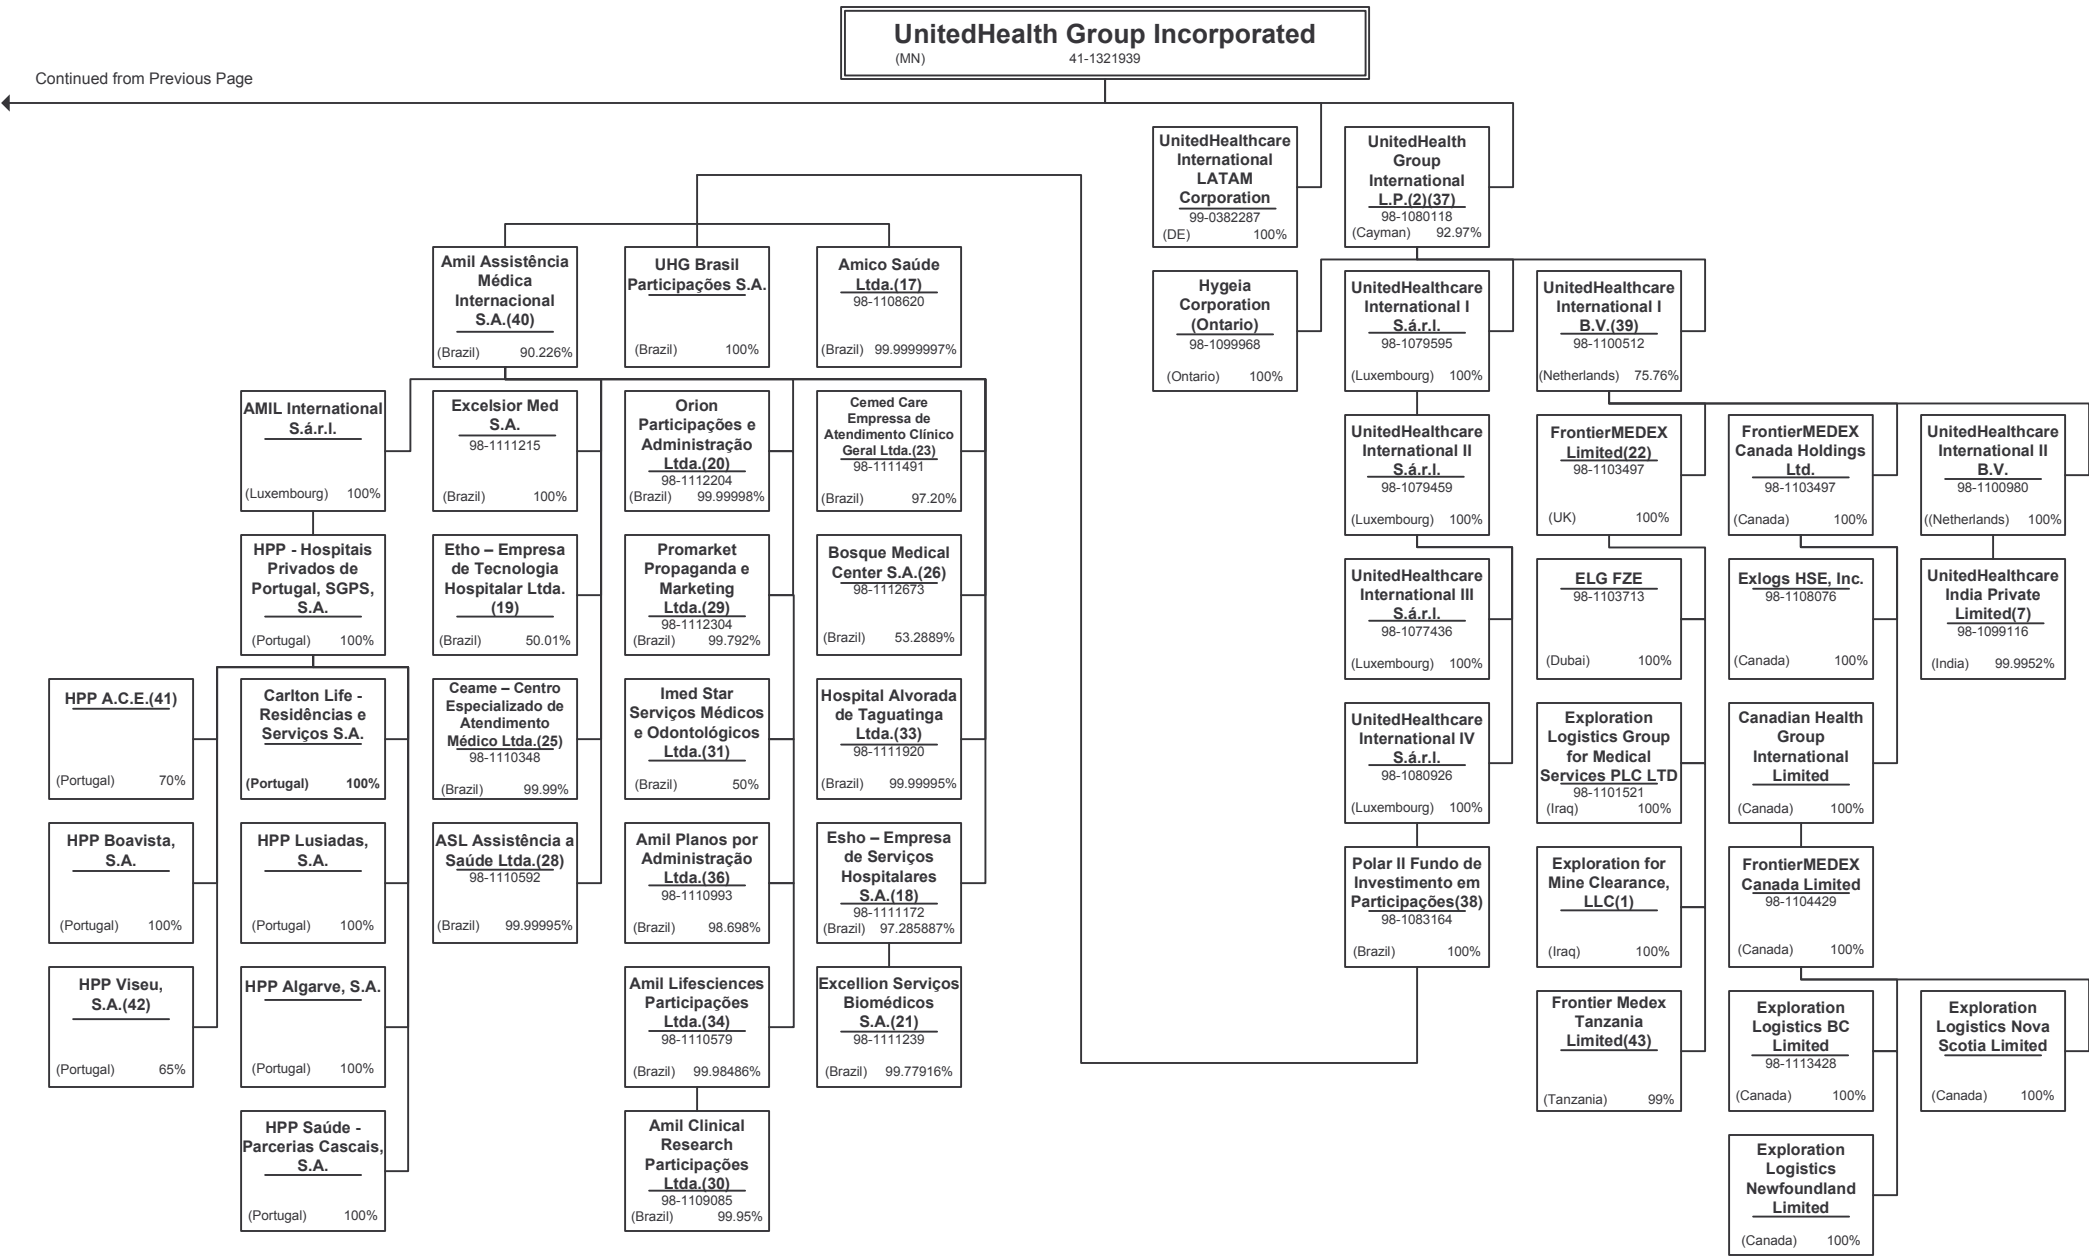 UnitedHealth Group Incorporated
(MN) 41-1321939
Continued from Previous Page
UnitedHealthcare
International
LATAM
Corporation
99-0382287
(DE) 100%
UnitedHealth
Group
International
L.P.(2)(37)
98-1080118
(Cayman) 92.97%
Amil Assistência
Médica
Internacional
S.A.(40)
(Brazil) 90.226%
UHG Brasil
Participações S.A.
(Brazil) 100%
Amico Saúde
Ltda.(17)
98-1108620
(Brazil) 99.9999997%
Hygeia
Corporation
(Ontario)
98-1099968
(Ontario) 100%
UnitedHealthcare
International I
S.á.r.l.
98-1079595
(Luxembourg) 100%
UnitedHealthcare
International I
B.V.(39)
98-1100512
(Netherlands) 75.76%
AMIL International
S.á.r.l.
(Luxembourg) 100%
Excelsior Med
S.A.
98-1111215
(Brazil) 100%
Orion
Participações e
Administração
Ltda.(20)
98-1112204
(Brazil) 99.99998%
Cemed Care
Empressa de
Atendimento Clínico
Geral Ltda.(23)
98-1111491
(Brazil) 97.20%
UnitedHealthcare
International II
S.á.r.l.
98-1079459
(Luxembourg) 100%
FrontierMEDEX
Limited(22)
98-1103497
(UK) 100%
FrontierMEDEX
Canada Holdings
Ltd.
98-1103497
(Canada) 100%
UnitedHealthcare
International II
B.V.
98-1100980
((Netherlands) 100%
HPP - Hospitais
Privados de
Portugal, SGPS,
S.A.
(Portugal) 100%
Etho – Empresa
de Tecnologia
Hospitalar Ltda.
(19)
(Brazil) 50.01%
Promarket
Propaganda e
Marketing
Ltda.(29)
98-1112304
(Brazil) 99.792%
Bosque Medical
Center S.A.(26)
98-1112673
(Brazil) 53.2889%
UnitedHealthcare
International III
S.á.r.l.
98-1077436
(Luxembourg) 100%
ELG FZE
98-1103713
(Dubai) 100%
Exlogs HSE, Inc.
98-1108076
(Canada) 100%
UnitedHealthcare
India Private
Limited(7)
98-1099116
(India) 99.9952%
HPP A.C.E.(41)
(Portugal) 70%
Carlton Life -
Residências e
Serviços S.A.
(Portugal) 100%
Ceame – Centro
Especializado de
Atendimento
Médico Ltda.(25)
98-1110348
(Brazil) 99.99%
Imed Star
Serviços Médicos
e Odontológicos
Ltda.(31)
(Brazil) 50%
Hospital Alvorada
de Taguatinga
Ltda.(33)
98-1111920
(Brazil) 99.99995%
UnitedHealthcare
International IV
S.á.r.l.
98-1080926
(Luxembourg) 100%
Exploration
Logistics Group
for Medical
Services PLC LTD
98-1101521
(Iraq) 100%
Canadian Health
Group
International
Limited
(Canada) 100%
HPP Boavista,
S.A.
(Portugal) 100%
HPP Lusiadas,
S.A.
(Portugal) 100%
ASL Assistência a
Saúde Ltda.(28)
98-1110592
(Brazil) 99.99995%
Amil Planos por
Administração
Ltda.(36)
98-1110993
(Brazil) 98.698%
Esho – Empresa
de Serviços
Hospitalares
S.A.(18)
98-1111172
(Brazil) 97.285887%
Polar II Fundo de
Investimento em
Participações(38)
98-1083164
(Brazil) 100%
Exploration for
Mine Clearance,
LLC(1)
(Iraq) 100%
FrontierMEDEX
Canada Limited
98-1104429
(Canada) 100%
HPP Viseu,
S.A.(42)
(Portugal) 65%
HPP Algarve, S.A.
(Portugal) 100%
Amil Lifesciences
Participações
Ltda.(34)
98-1110579
(Brazil) 99.98486%
Excellion Serviços
Biomédicos
S.A.(21)
98-1111239
(Brazil) 99.77916%
Frontier Medex
Tanzania
Limited(43)
(Tanzania) 99%
Exploration
Logistics BC
Limited
98-1113428
(Canada) 100%
Exploration
Logistics Nova
Scotia Limited
(Canada) 100%
HPP Saúde -
Parcerias Cascais,
S.A.
(Portugal) 100%
Amil Clinical
Research
Participações
Ltda.(30)
98-1109085
(Brazil) 99.95%
Exploration
Logistics
Newfoundland
Limited
(Canada) 100%